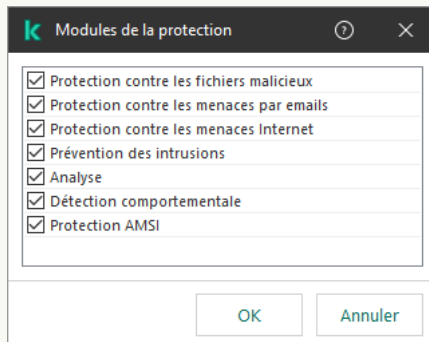 Modules de la protection
Protection contre les fichiers malicieux
Protection contre les menaces par emails
Protection contre les menaces Internet
Prévention des intrusions
Analyse
Détection comportementale
Protection AMSI
OK Annuler